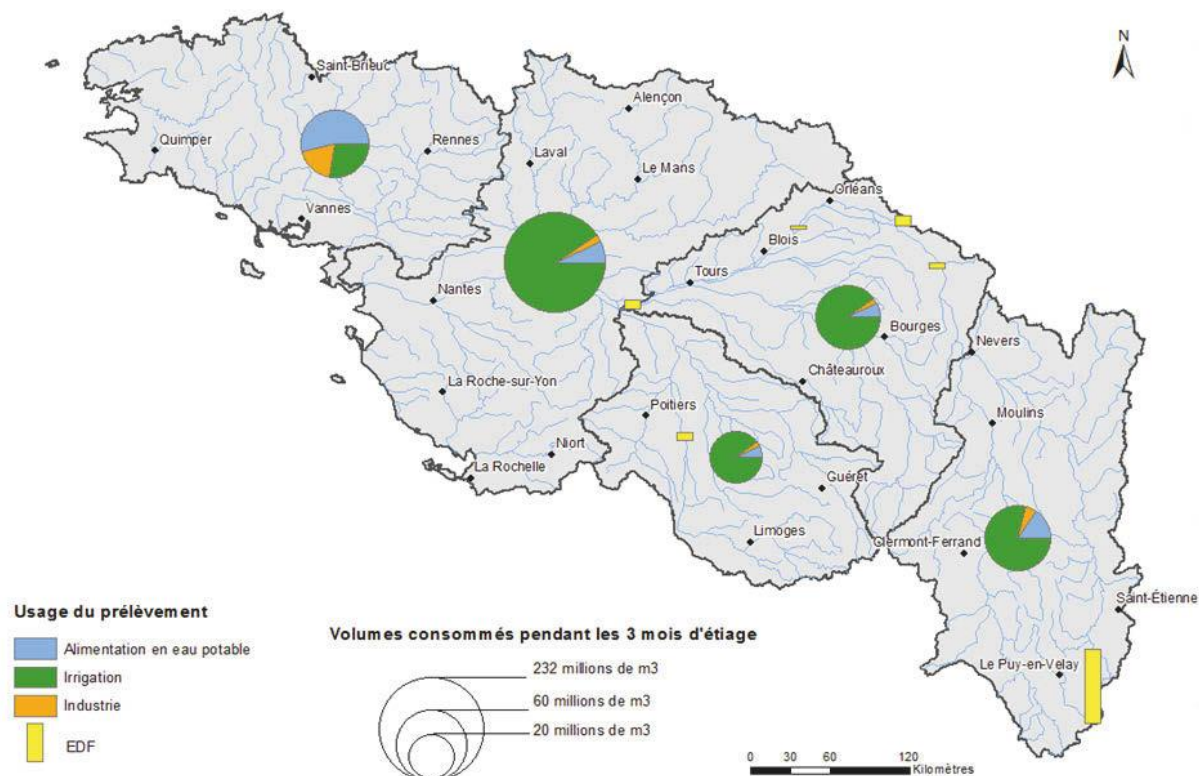 N
Saint-Brieuc
Alençon
Quimper
Rennes
Laval
Le Mans
Vannes
Orléans
Blois
Tours
Nantes
Bourges
Nevers
Châteauroux
La Roche-sur-Yon
Poitiers
Moulins
Niort
La Rochelle
Guéret
Limoges
Clermont-Ferrand
Saint-Étienne
Le Puy-en-Velay
Usage du prélèvement
Alimentation en eau potable
Irrigation
Industrie
EDF
Volumes consommés pendant les 3 mois d'étiage
232 millions de m3
60 millions de m3
20 millions de m3
0 30 60 120
Kilomètres